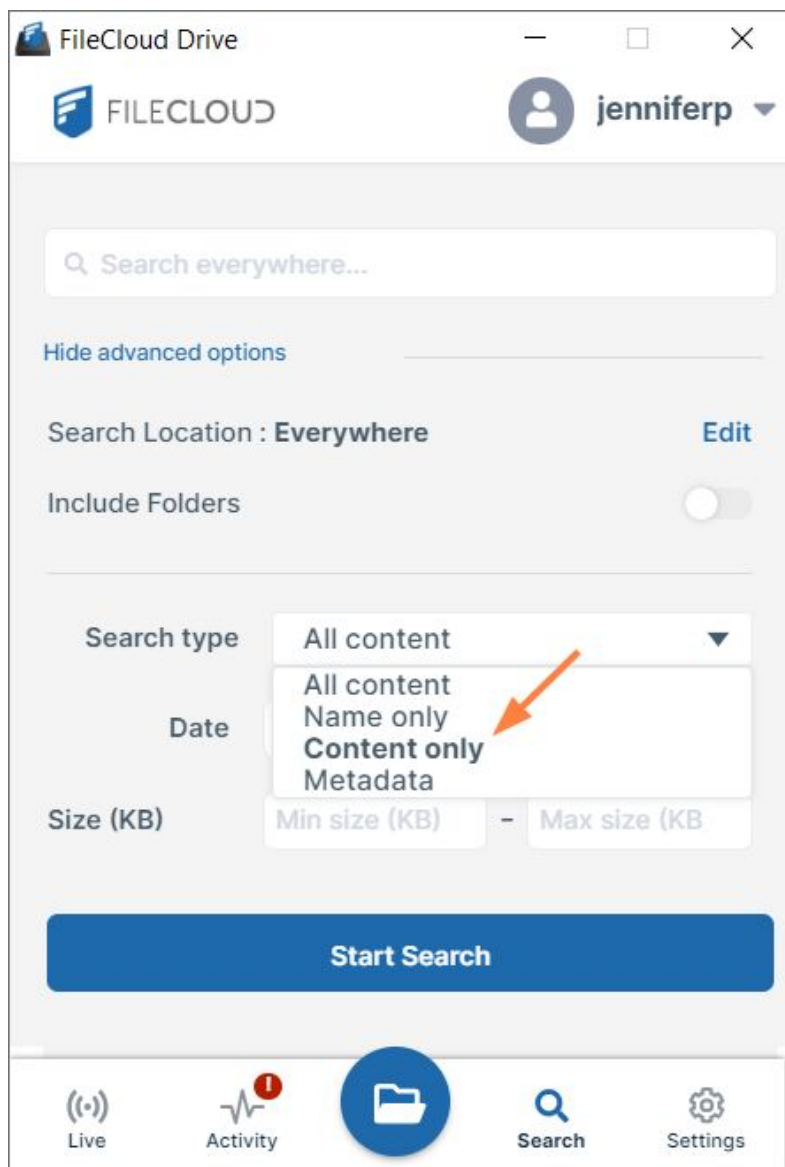 FileCloud Drive
FILECLOUD
jenniferp
Search everywhere...
Hide advanced options
Search Location : Everywhere Edit
Include Folders
Search type All content
All content
Name only
Date
Content only
Metadata
Size (KB) Min size (KB) - Max size (KB
Start Search
!
Live Activity Search Settings